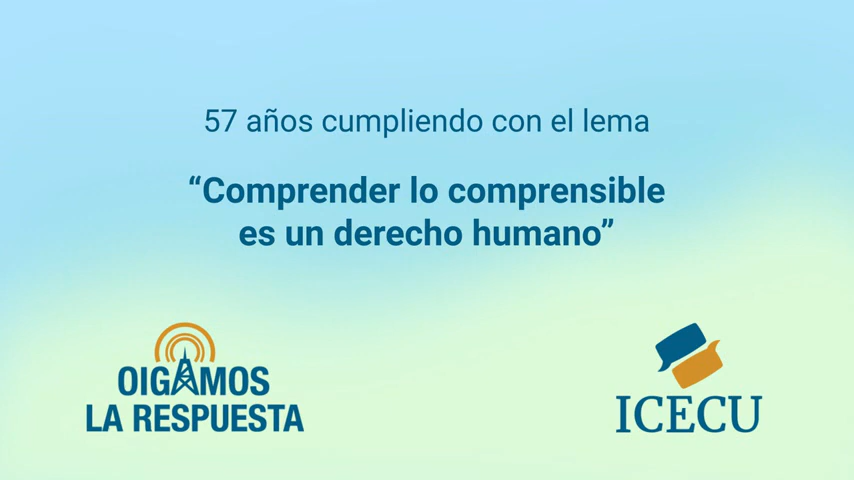 57 años cumpliendo con el lema
“Comprender lo comprensible
es un derecho humano”
OIGAMOS
LA RESPUESTA
ICECU